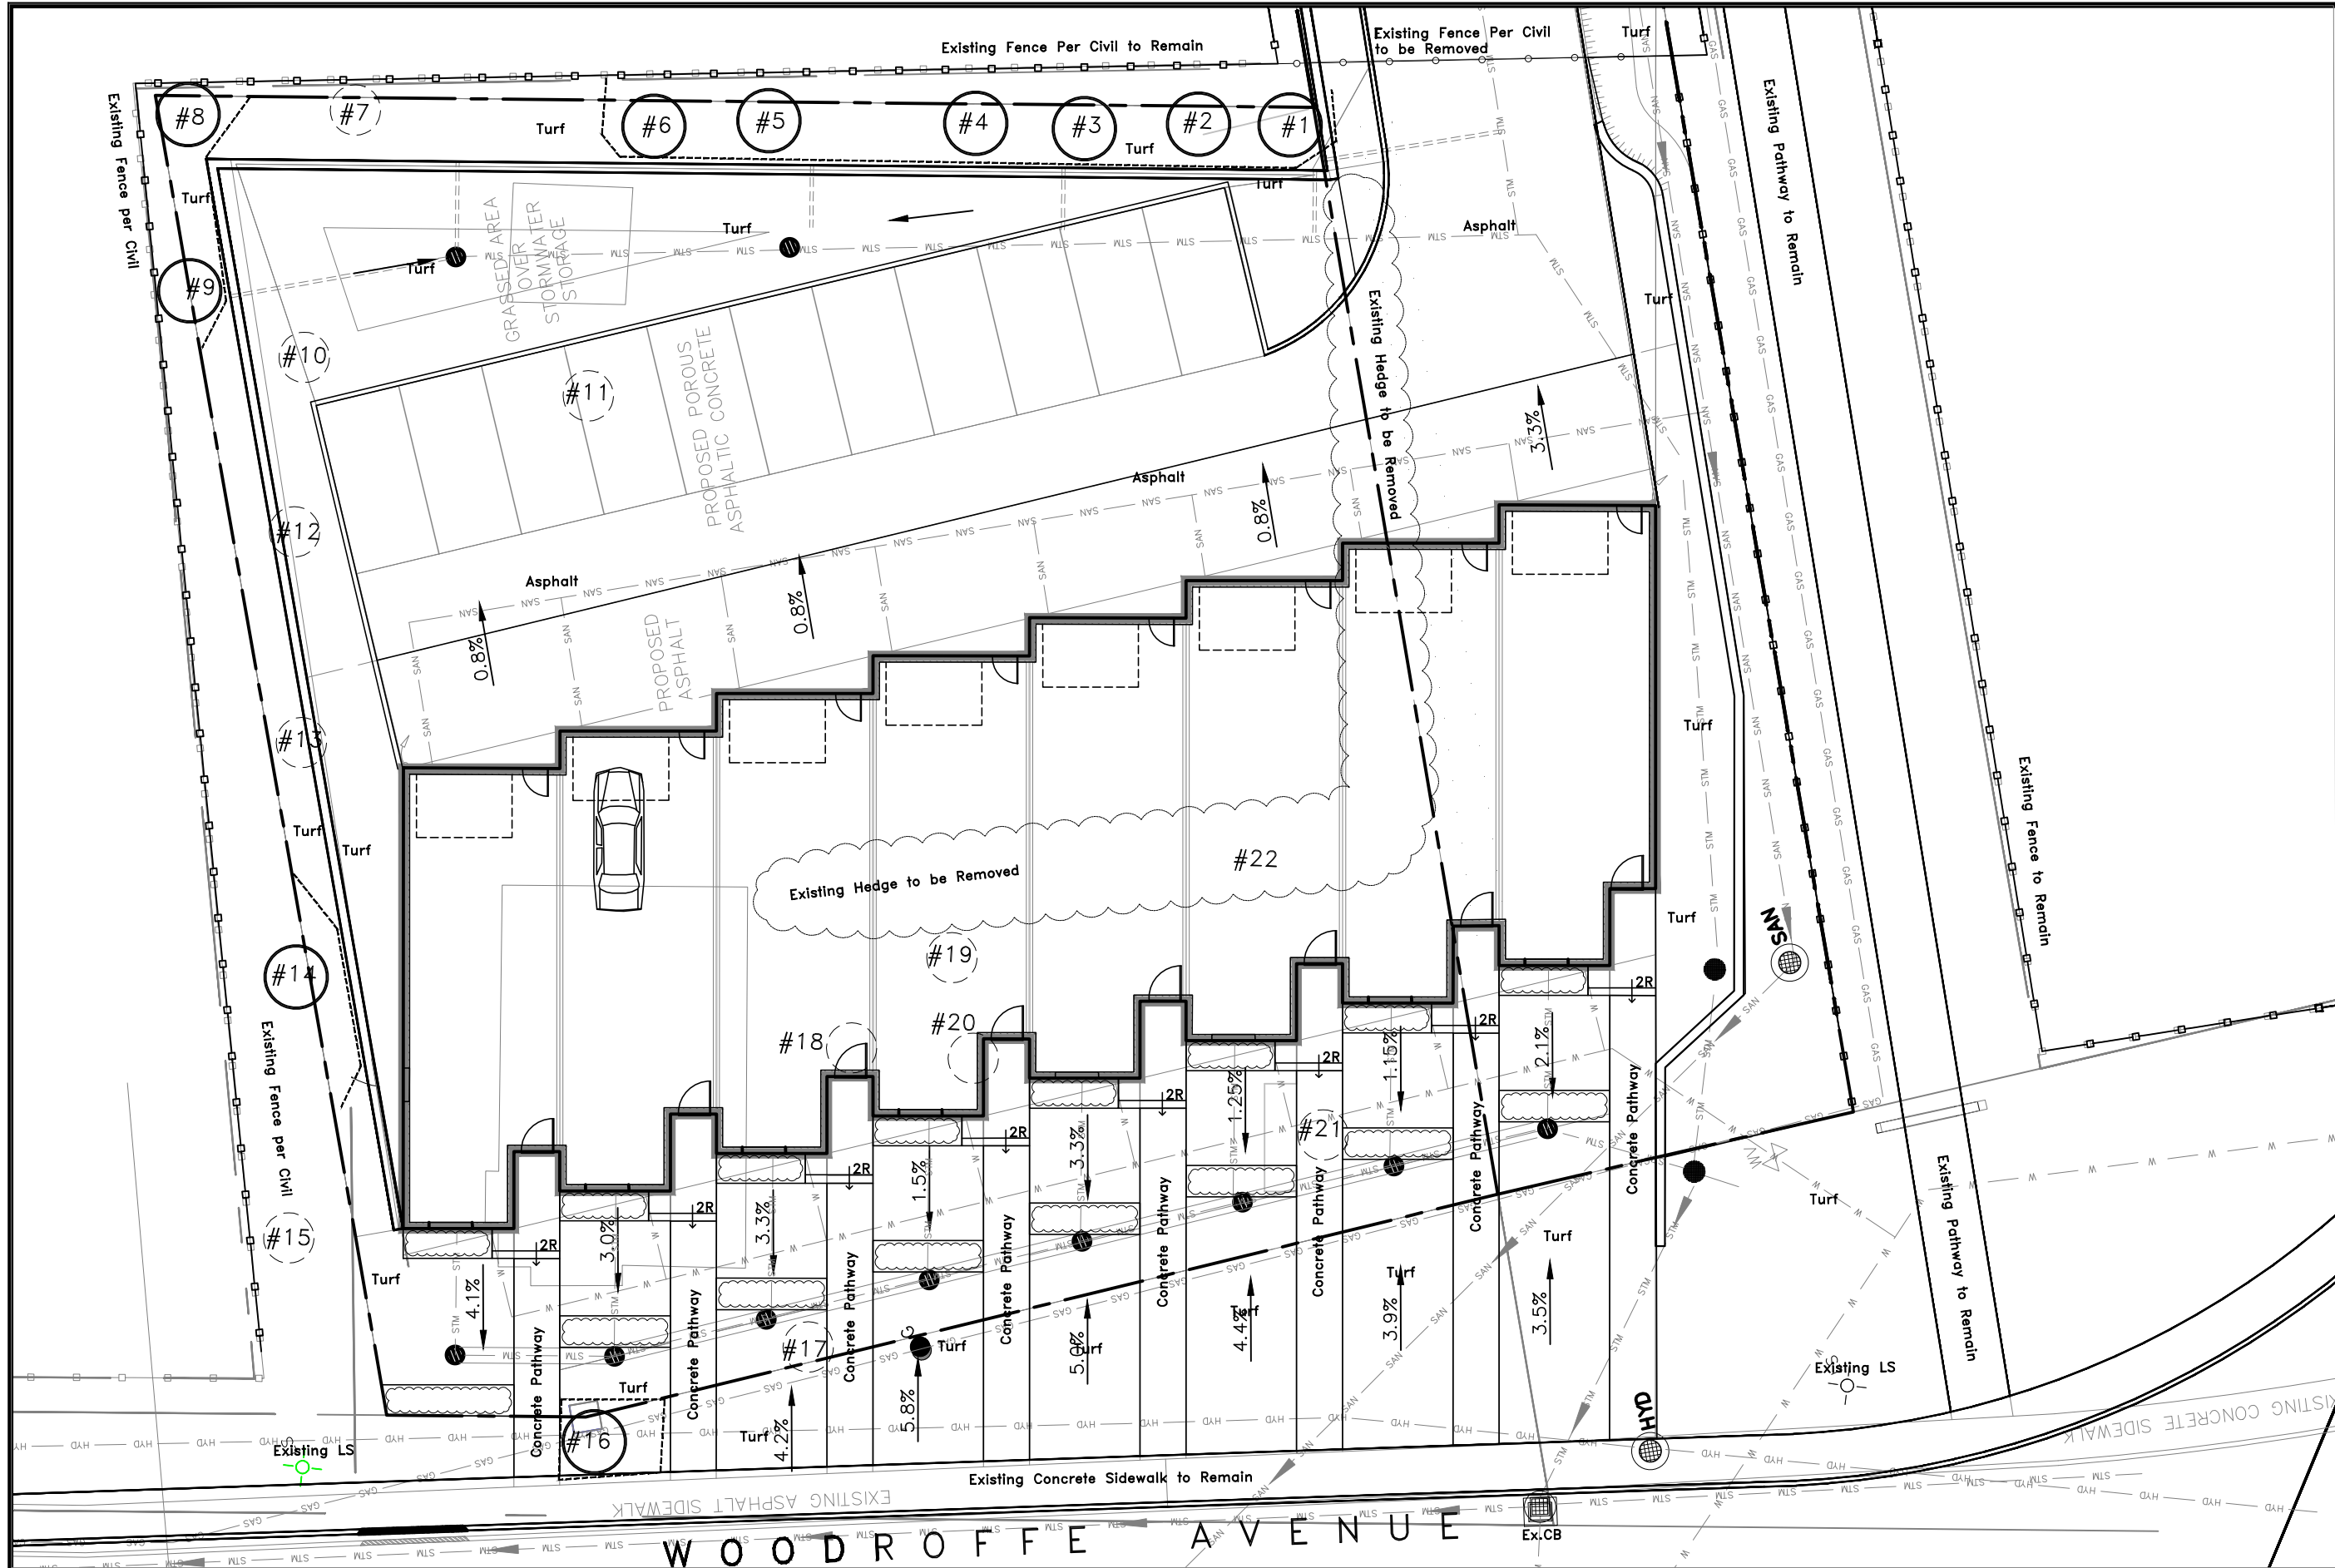 Existing Fence Per Civil to Remain
Existing Fence Per Civil
to be Removed
Turf
#8
#7
#6
#5
#4
#3
#2
#1
Turf
Turf
Existing Fence per Civil
Turf
#9
Turf
GRASSED AREA
OVER
STORMWATER
STORAGE
Turf
Turf
Asphalt
Turf
Existing Pathway to Remain
#10
#11
#12
#13
PROPOSED POROUS
ASPHALTIC CONCRETE
Existing Hedge to be Removed
Asphalt
Asphalt
PROPOSED
ASPHALT
0.8%
0.8%
0.8%
3.3%
Turf
Turf
Turf
Existing Hedge to be Removed
#22
#19
#18
#20
#14
#21
Turf
SAN
Existing Fence to Remain
Existing Fence per Civil
#15
Turf
2R
2R
2R
2R
2R
2R
2R
2R
4.1%
3.0%
3.3%
1.5%
3.3%
1.25%
1.15%
2.1%
Concrete Pathway
Concrete Pathway
Concrete Pathway
Concrete Pathway
Concrete Pathway
Concrete Pathway
Concrete Pathway
Concrete Pathway
#17
Turf
Turf
Turf
Turf
Turf
Turf
Turf
Turf
4.2%
5.8%
5.0%
4.4%
3.9%
3.5%
#16
Existing LS
Existing LS
Existing Pathway to Remain
HYD
Existing Concrete Sidewalk to Remain
EXISTING ASPHALT SIDEWALK
EXISTING CONCRETE SIDEWALK
Ex.CB
WOODROFFE AVENUE
STM
SAN
GAS
HYD
W